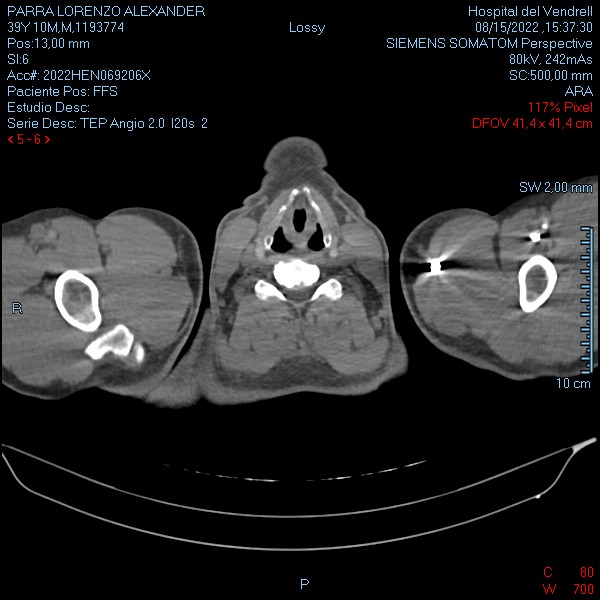 PARRA LORENZO ALEXANDER
39Y 10M,M,1193774
Pos:13,00 mm
SI:6
Acc#: 2022HEN069206X
Paciente Pos: FFS
Estudio Desc:
Serie Desc: TEP Angio 2.0 I20s 2
< 5 - 6 >
Lossy
Hospital del Vendrell
08/15/2022 ,15:37:30
SIEMENS SOMATOM Perspective
80kV, 242mAs
SC:500,00 mm
ARA
117% Pixel
DFOV 41,4 x 41,4 cm
SW 2,00 mm
R
10 cm
P
C 80
W 700